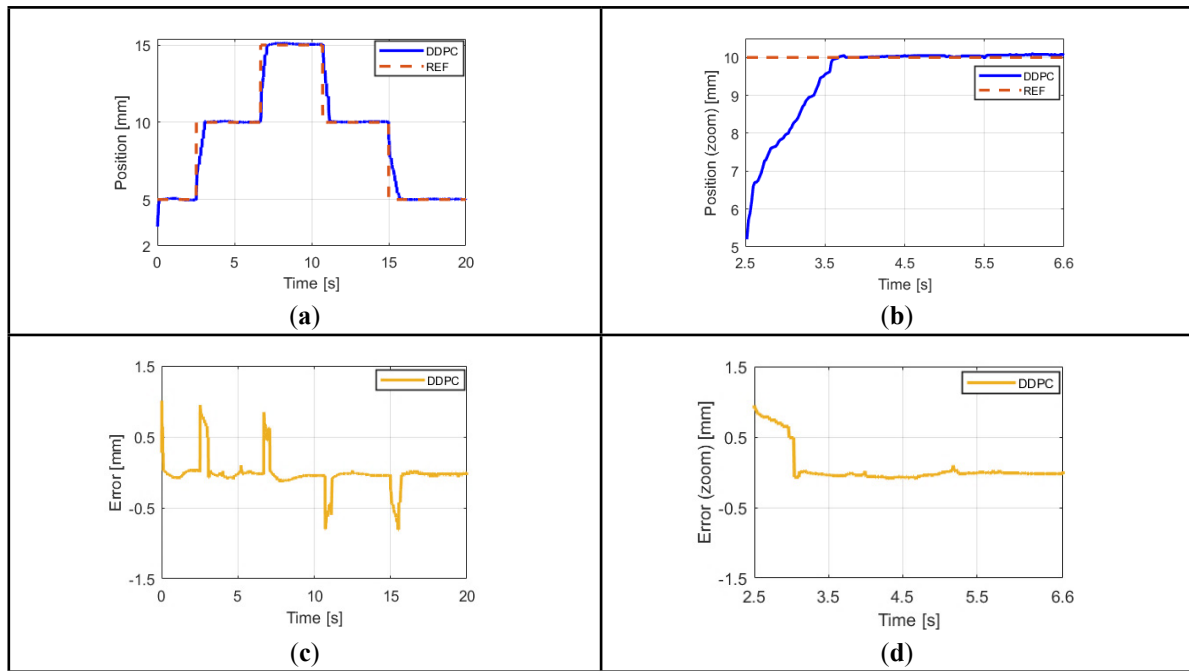 15
10
5
2
Position [mm]
DDPC
REF
0 5 10 15 20
Time [s]
(a)
10
9
8
7
6
5
Position (zoom) [mm]
DDPC
REF
2.5 3.5 4.5 5.5 6.6
Time [s]
(b)
1.5
0.5
-0.5
-1.5
Error [mm]
DDPC
0 5 10 15 20
Time [s]
(c)
1.5
0.5
-0.5
-1.5
Error (zoom) [mm]
DDPC
2.5 3.5 4.5 5.5 6.6
Time [s]
(d)